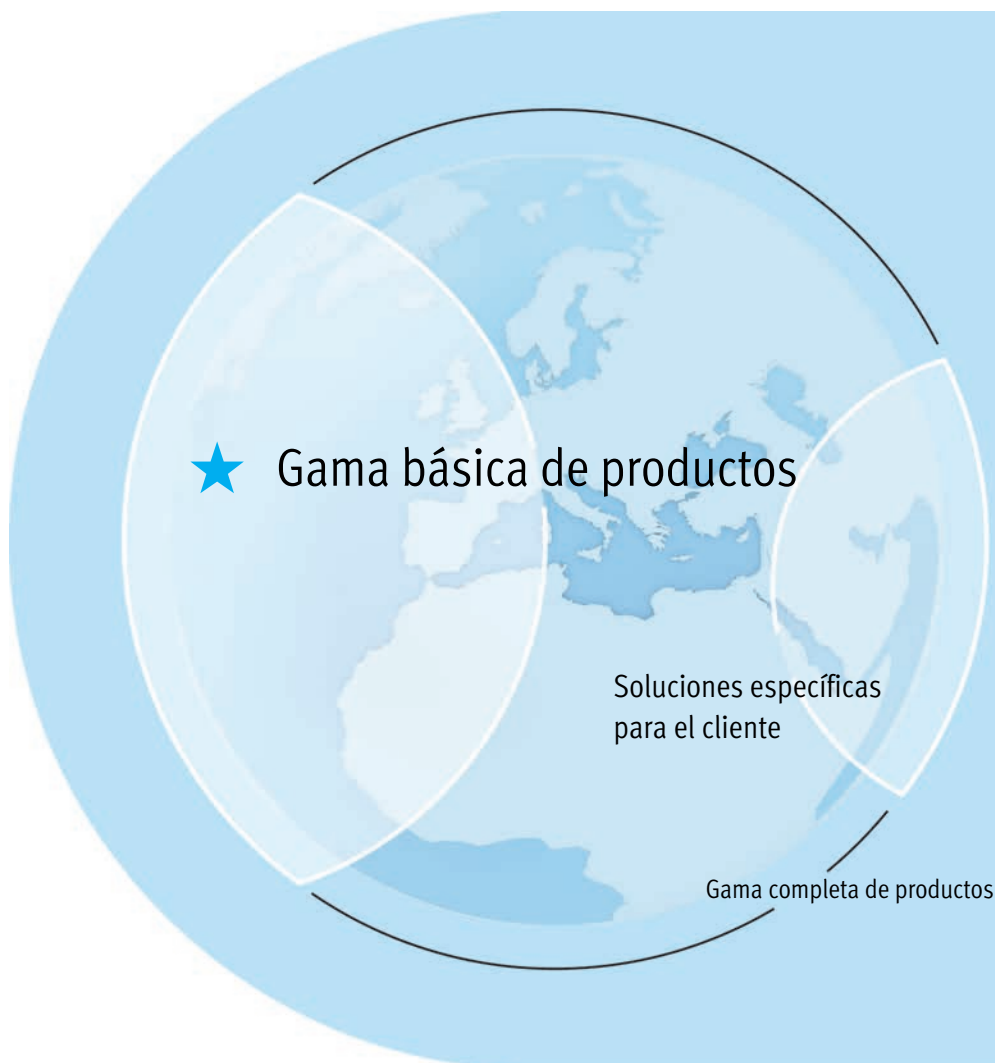 ★ Gama básica de productos
Soluciones específicas
para el cliente
Gama completa de productos